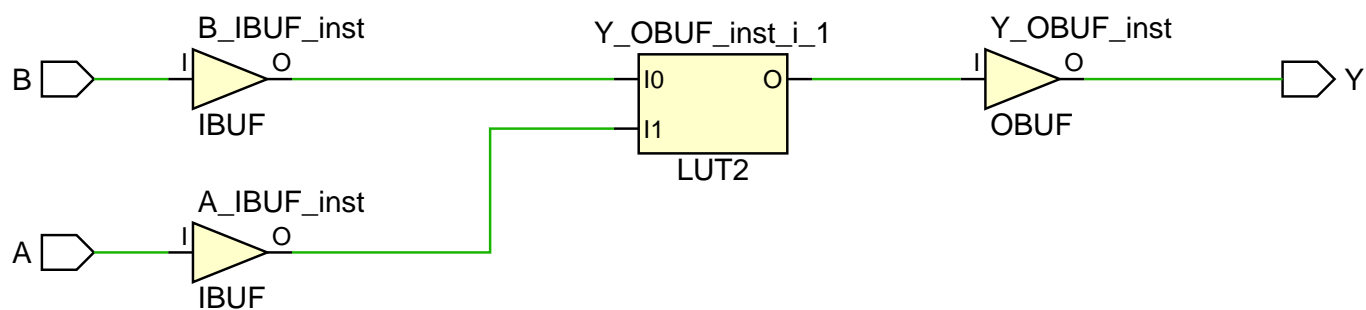 B_IBUF_inst
Y_OBUF_inst_i_1
Y_OBUF_inst
B
I
O
I0
O
I
O
Y
IBUF
I1
OBUF
LUT2
A_IBUF_inst
A
I
O
IBUF